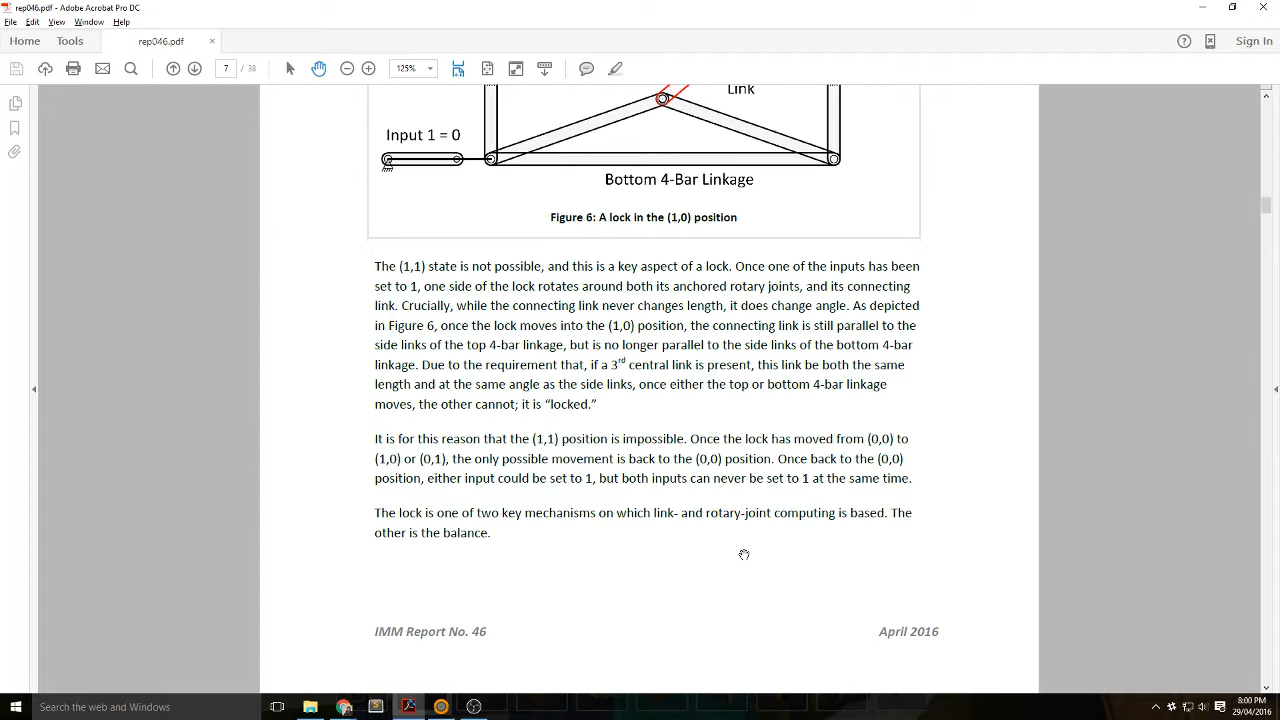 rep046.pdf - Adobe Acrobat Pro DC
File Edit View Window Help
Home Tools rep046.pdf × Sign In
7 / 38 125%
Link
Input 1 = 0
Bottom 4-Bar Linkage
Figure 6: A lock in the (1,0) position
The (1,1) state is not possible, and this is a key aspect of a lock. Once one of the inputs has been
set to 1, one side of the lock rotates around both its anchored rotary joints, and its connecting
link. Crucially, while the connecting link never changes length, it does change angle. As depicted
in Figure 6, once the lock moves into the (1,0) position, the connecting link is still parallel to the
side links of the top 4-bar linkage, but is no longer parallel to the side links of the bottom 4-bar
linkage. Due to the requirement that, if a 3rd central link is present, this link be both the same
length and at the same angle as the side links, once either the top or bottom 4-bar linkage
moves, the other cannot; it is “locked.”
It is for this reason that the (1,1) position is impossible. Once the lock has moved from (0,0) to
(1,0) or (0,1), the only possible movement is back to the (0,0) position. Once back to the (0,0)
position, either input could be set to 1, but both inputs can never be set to 1 at the same time.
The lock is one of two key mechanisms on which link- and rotary-joint computing is based. The
other is the balance.
IMM Report No. 46 April 2016
Search the web and Windows
8:00 PM
29/04/2016